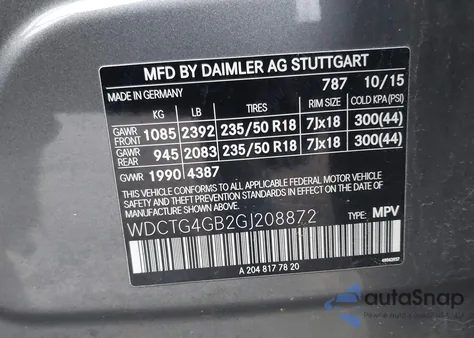 MFD BY DAIMLER AG STUTTGART
MADE IN GERMANY 787 10/15
KG LB TIRES RIM SIZE COLD KPA (PSI)
GAWR FRONT 1085 2392 235/50 R18 7Jx18 300(44)
GAWR REAR 945 2083 235/50 R18 7Jx18 300(44)
GVWR 1990 4387
THIS VEHICLE CONFORMS TO ALL APPLICABLE FEDERAL MOTOR VEHICLE
SAFETY BUMPER, AND THEFT PREVENTION STANDARDS IN EFFECT ON THE
DATE OF MANUFACTURE SHOWN ABOVE.
WDCTG4GB2GJ208872 TYPE: MPV
A 204 817 78 20
autoSnap